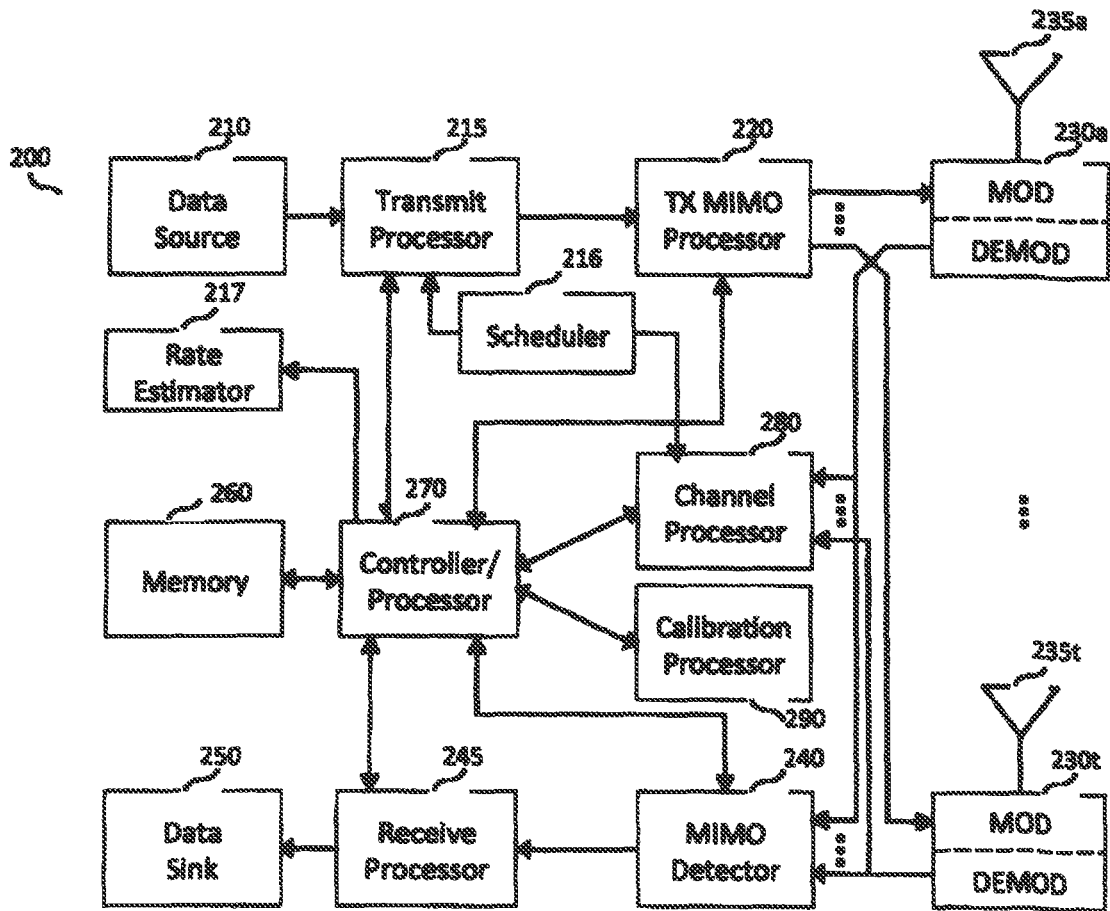 235a
210
215
220
230a
200
Data
Source
Transmit
Processor
TX MIMO
Processor
MOD
DEMOD
216
217
Scheduler
Rate
Estimator
280
260
270
Channel
Processor
Memory
Controller/
Processor
Calibration
Processor
290
235t
250
245
240
230t
Data
Sink
Receive
Processor
MIMO
Detector
MOD
DEMOD